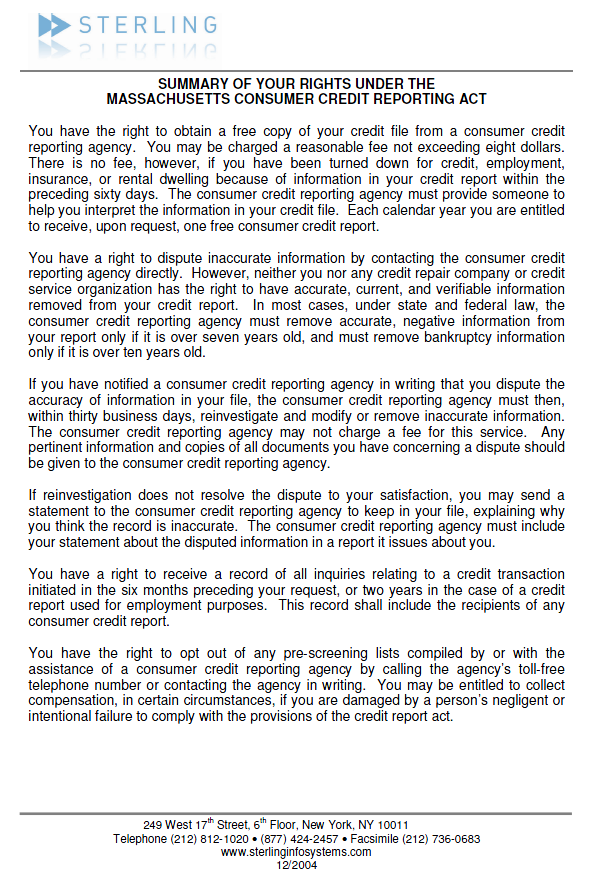 STERLING
SUMMARY OF YOUR RIGHTS UNDER THE
MASSACHUSETTS CONSUMER CREDIT REPORTING ACT
You have the right to obtain a free copy of your credit file from a consumer credit
reporting agency.  You may be charged a reasonable fee not exceeding eight dollars.
There is no fee, however, if you have been turned down for credit, employment,
insurance, or rental dwelling because of information in your credit report within the
preceding sixty days.  The consumer credit reporting agency must provide someone to
help you interpret the information in your credit file.  Each calendar year you are entitled
to receive, upon request, one free consumer credit report.
You have a right to dispute inaccurate information by contacting the consumer credit
reporting agency directly.  However, neither you nor any credit repair company or credit
service organization has the right to have accurate, current, and verifiable information
removed from your credit report.  In most cases, under state and federal law, the
consumer credit reporting agency must remove accurate, negative information from
your report only if it is over seven years old, and must remove bankruptcy information
only if it is over ten years old.
If you have notified a consumer credit reporting agency in writing that you dispute the
accuracy of information in your file, the consumer credit reporting agency must then,
within thirty business days, reinvestigate and modify or remove inaccurate information.
The consumer credit reporting agency may not charge a fee for this service.  Any
pertinent information and copies of all documents you have concerning a dispute should
be given to the consumer credit reporting agency.
If reinvestigation does not resolve the dispute to your satisfaction, you may send a
statement to the consumer credit reporting agency to keep in your file, explaining why
you think the record is inaccurate.  The consumer credit reporting agency must include
your statement about the disputed information in a report it issues about you.
You have a right to receive a record of all inquiries relating to a credit transaction
initiated in the six months preceding your request, or two years in the case of a credit
report used for employment purposes.  This record shall include the recipients of any
consumer credit report.
You have the right to opt out of any pre-screening lists compiled by or with the
assistance of a consumer credit reporting agency by calling the agency's toll-free
telephone number or contacting the agency in writing.  You may be entitled to collect
compensation, in certain circumstances, if you are damaged by a person's negligent or
intentional failure to comply with the provisions of the credit report act.
249 West 17th Street, 6th Floor, New York, NY 10011
Telephone (212) 812-1020 • (877) 424-2457 • Facsimile (212) 736-0683
www.sterlinginfosystems.com
12/2004